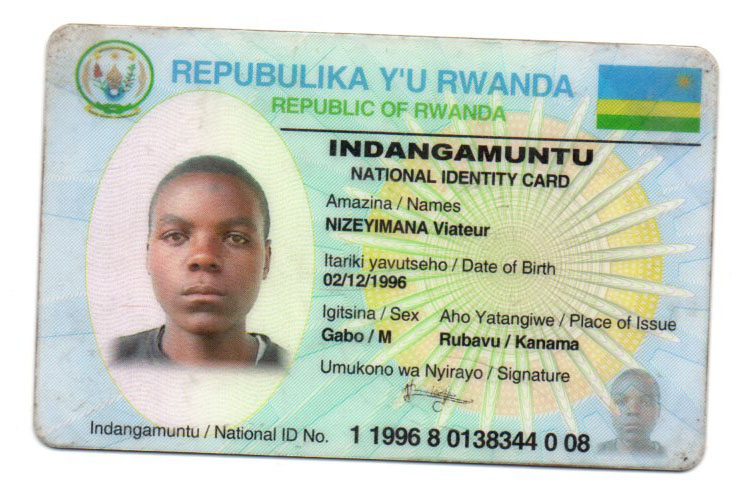 REPUBULIKA Y'U RWANDA
REPUBLIC OF RWANDA
INDANGAMUNTU
NATIONAL IDENTITY CARD
Amazina / Names
NIZEYIMANA Viateur
Itariki yavutseho / Date of Birth
02/12/1996
Igitsina / Sex Aho Yatangiwe / Place of Issue
Gabo / M Rubavu / Kanama
Umukono wa Nyirayo / Signature
Indangamuntu / National ID No. 1 1996 8 0138344 0 08